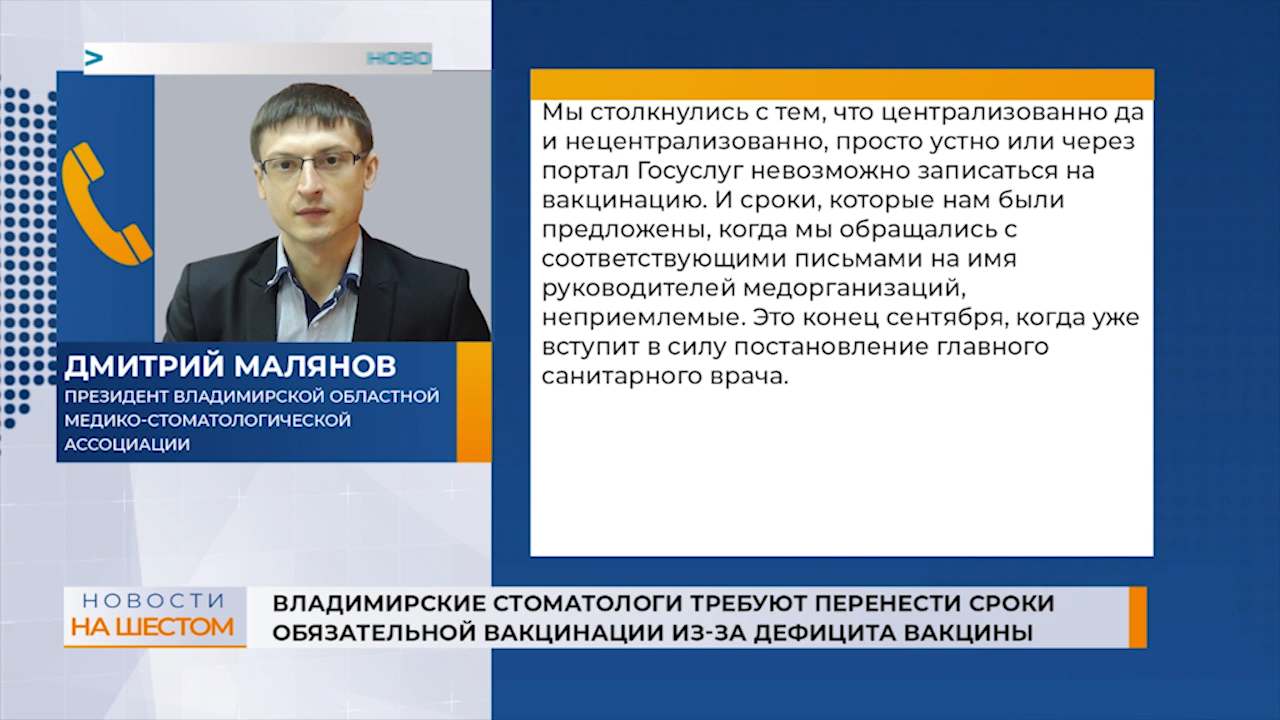 НОВО
Мы столкнулись с тем, что централизованно да
и нецентрализованно, просто устно или через
портал Госуслуг невозможно записаться на
вакцинацию. И сроки, которые нам были
предложены, когда мы обращались с
соответствующими письмами на имя
руководителей медорганизаций,
неприемлемые. Это конец сентября, когда уже
вступит в силу постановление главного
санитарного врача.
ДМИТРИЙ МАЛЯНОВ
ПРЕЗИДЕНТ ВЛАДИМИРСКОЙ ОБЛАСТНОЙ
МЕДИКО-СТОМАТОЛОГИЧЕСКОЙ
АССОЦИАЦИИ
НОВОСТИ
НА ШЕСТОМ
ВЛАДИМИРСКИЕ СТОМАТОЛОГИ ТРЕБУЮТ ПЕРЕНЕСТИ СРОКИ
ОБЯЗАТЕЛЬНОЙ ВАКЦИНАЦИИ ИЗ-ЗА ДЕФИЦИТА ВАКЦИНЫ